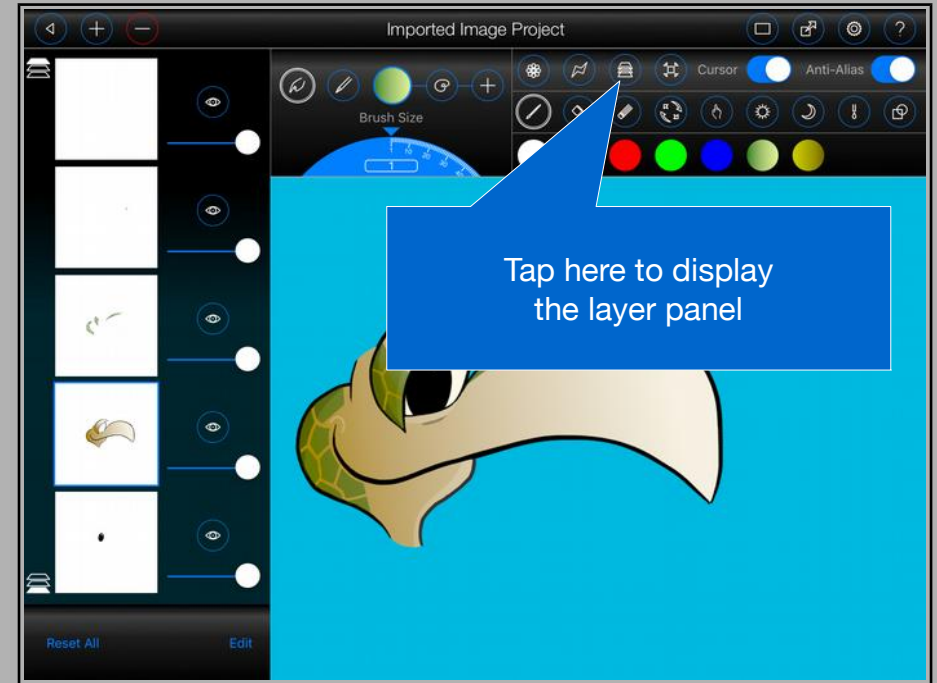 Imported Image Project
?
Cursor
Anti-Alias
Brush Size
1
Tap here to display
the layer panel
Reset All
Edit